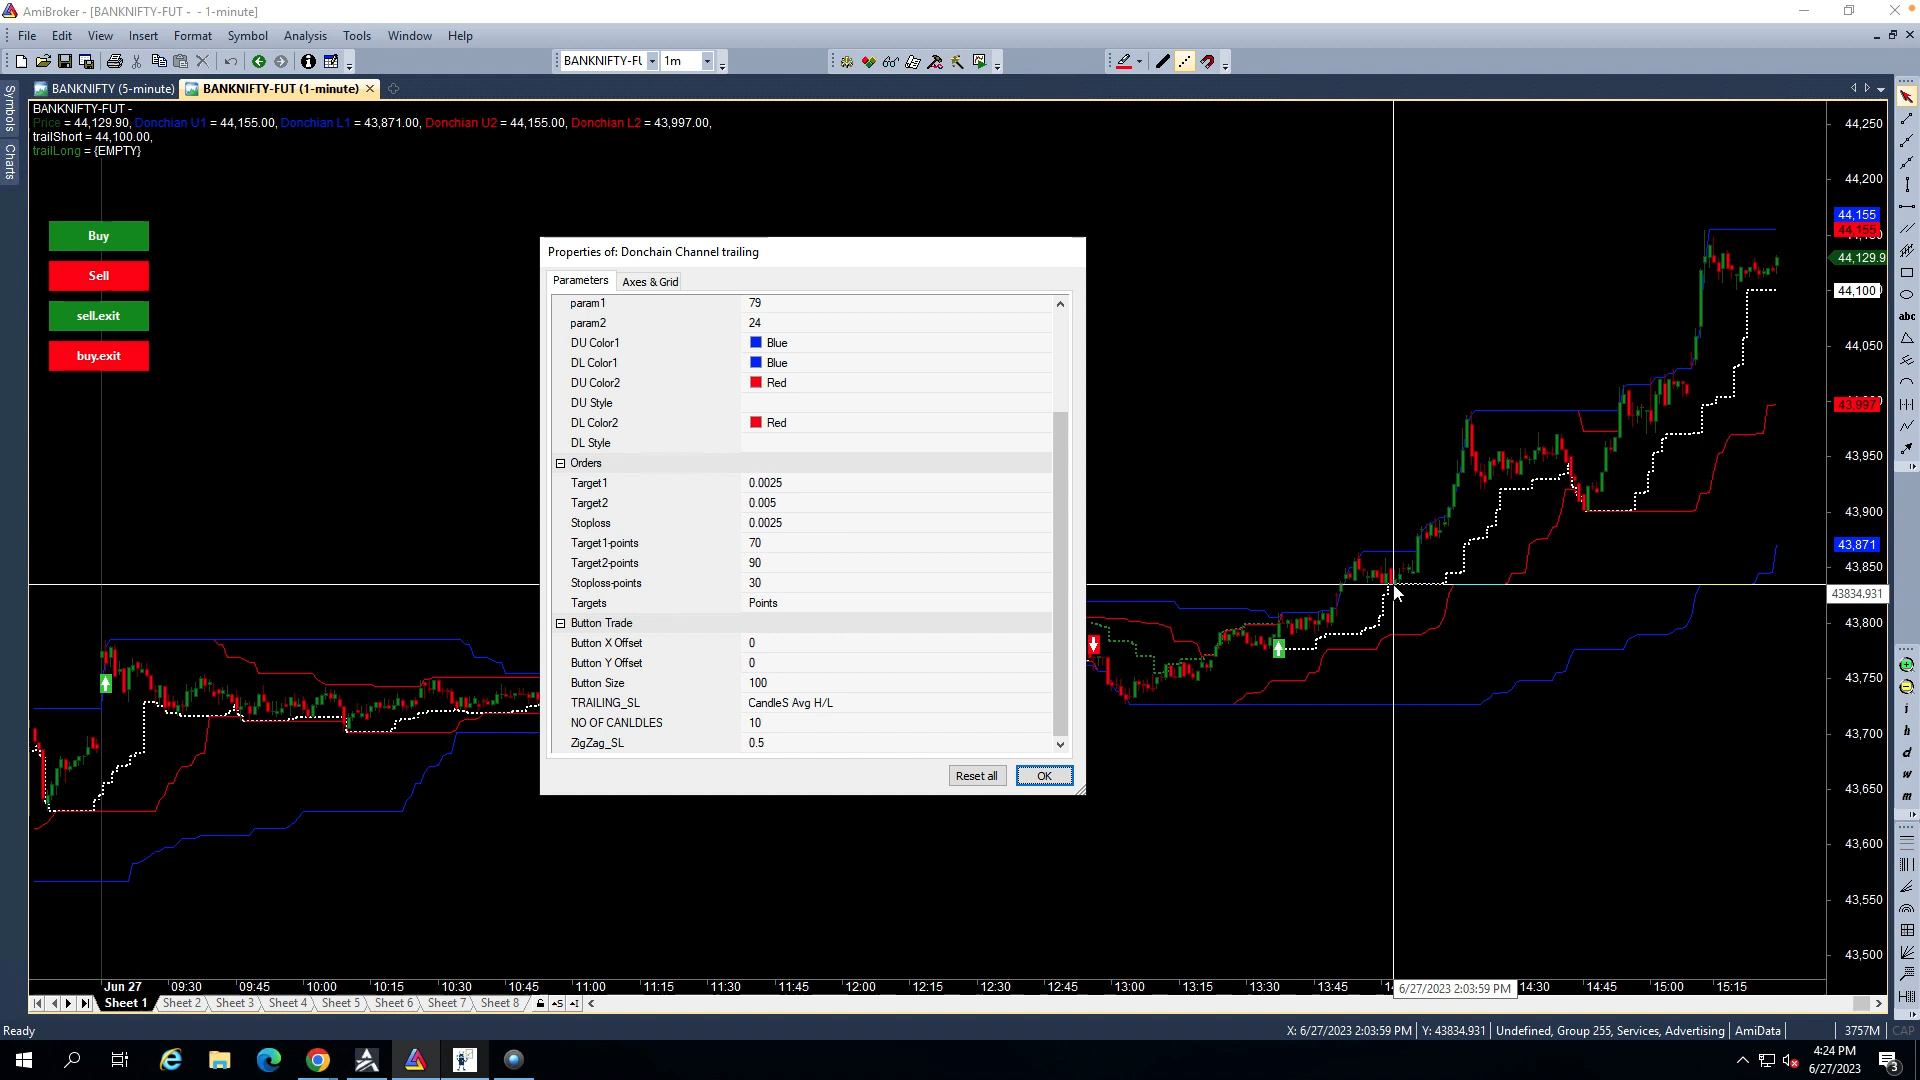 AmiBroker - [BANKNIFTY-FUT - - 1-minute]
File Edit View Insert Format Symbol Analysis Tools Window Help
BANKNIFTY-FU 1m
BANKNIFTY (5-minute) BANKNIFTY-FUT (1-minute)
Symbols
Charts
BANKNIFTY-FUT -
Price = 44,129.90, Donchian U1 = 44,155.00, Donchian L1 = 43,871.00, Donchian U2 = 44,155.00, Donchian L2 = 43,997.00,
trailShort = 44,100.00,
trailLong = {EMPTY}
Buy
Sell
sell.exit
buy.exit
Properties of: Donchain Channel trailing
Parameters Axes & Grid
param1 79
param2 24
DU Color1 Blue
DL Color1 Blue
DU Color2 Red
DU Style
DL Color2 Red
DL Style
Orders
Target1 0.0025
Target2 0.005
Stoploss 0.0025
Target1-points 70
Target2-points 90
Stoploss-points 30
Targets Points
Button Trade
Button X Offset 0
Button Y Offset 0
Button Size 100
TRAILING_SL CandleS Avg H/L
NO OF CANLDLES 10
ZigZag_SL 0.5
Reset all OK
44,250
44,200
44,155
44,155
44,129.9
44,100
44,050
43,997
43,950
43,900
43,871
43,850
43834.931
43,800
43,750
43,700
43,650
43,600
43,550
43,500
abc
i
h
d
w
m
Jun 27 09:30 09:45 10:00 10:15 10:30 10:45 11:00 11:15 11:30 11:45 12:00 12:15 12:30 12:45 13:00 13:15 13:30 13:45 6/27/2023 2:03:59 PM 14:30 14:45 15:00 15:15
Sheet 1 Sheet 2 Sheet 3 Sheet 4 Sheet 5 Sheet 6 Sheet 7 Sheet 8
Ready X: 6/27/2023 2:03:59 PM Y: 43834.931 Undefined, Group 255, Services, Advertising AmiData 3757M CAP
4:24 PM
6/27/2023
3